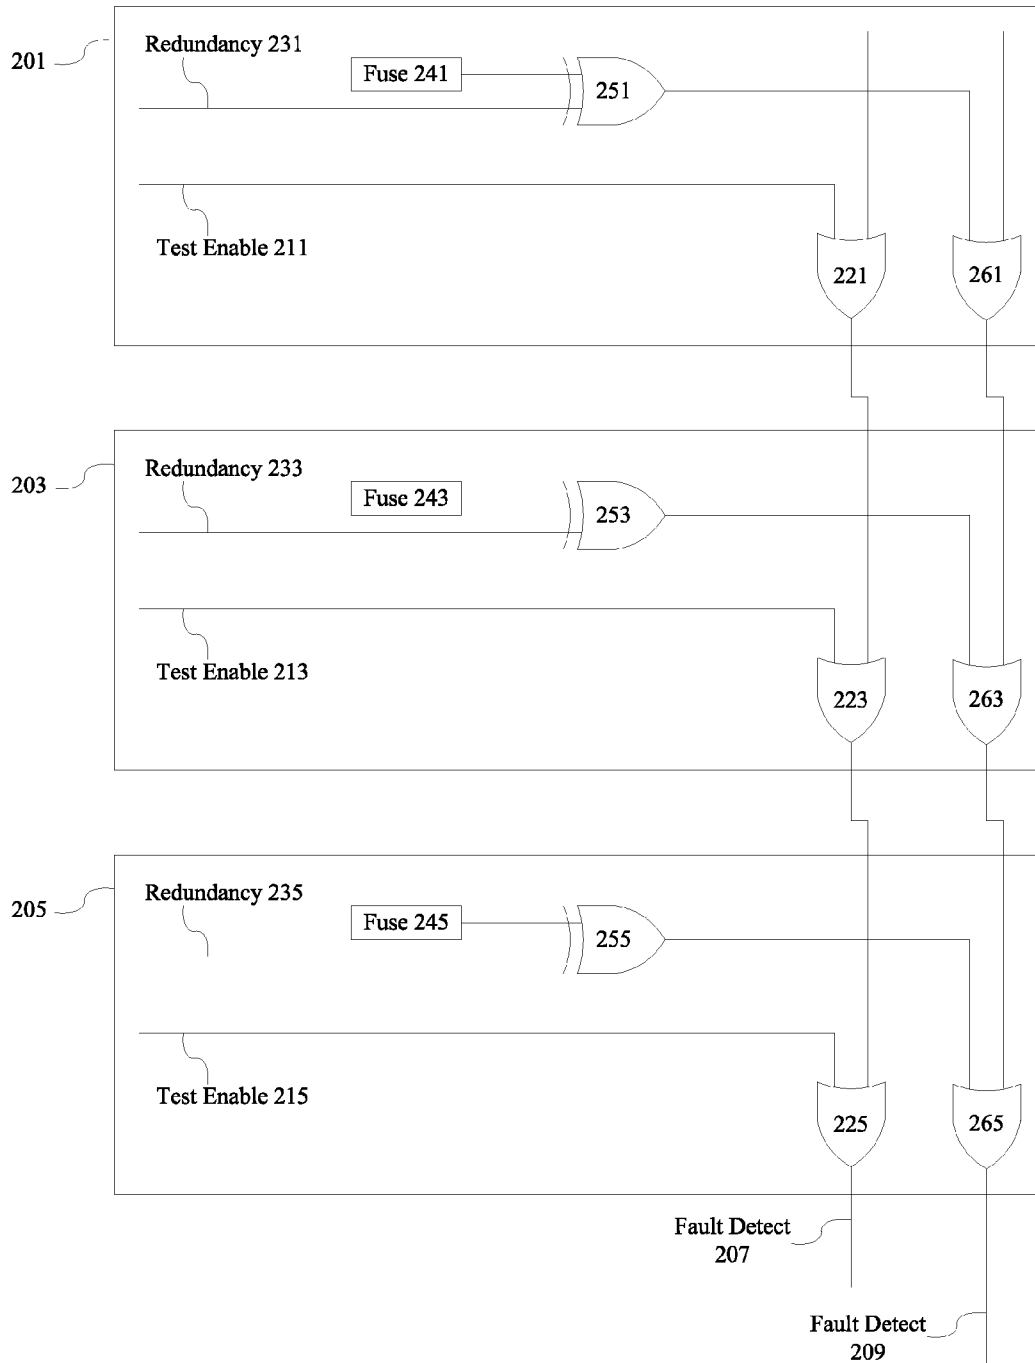 201
Redundancy 231
Fuse 241
251
Test Enable 211
221
261
203
Redundancy 233
Fuse 243
253
Test Enable 213
223
263
205
Redundancy 235
Fuse 245
255
Test Enable 215
225
265
Fault Detect
207
Fault Detect
209